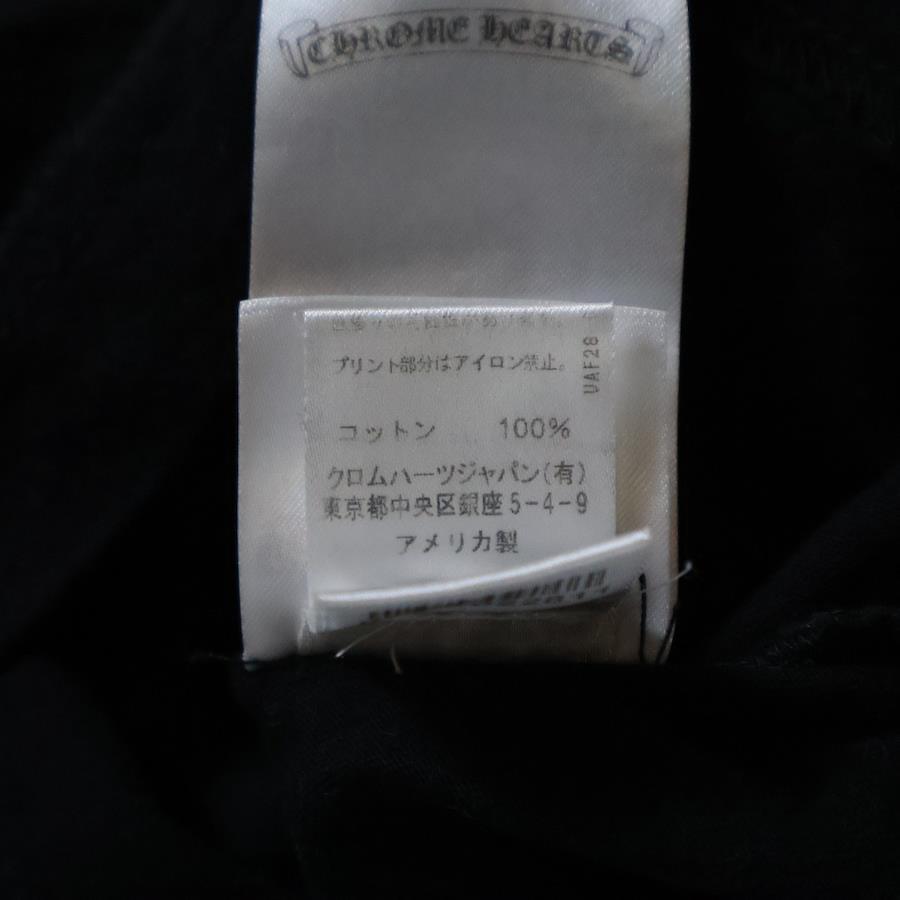 CHROME HEARTS
プリント部分はアイロン禁止。
UAF28
コットン 100%
クロムハーツジャパン(有)
東京都中央区銀座5-4-9
アメリカ製